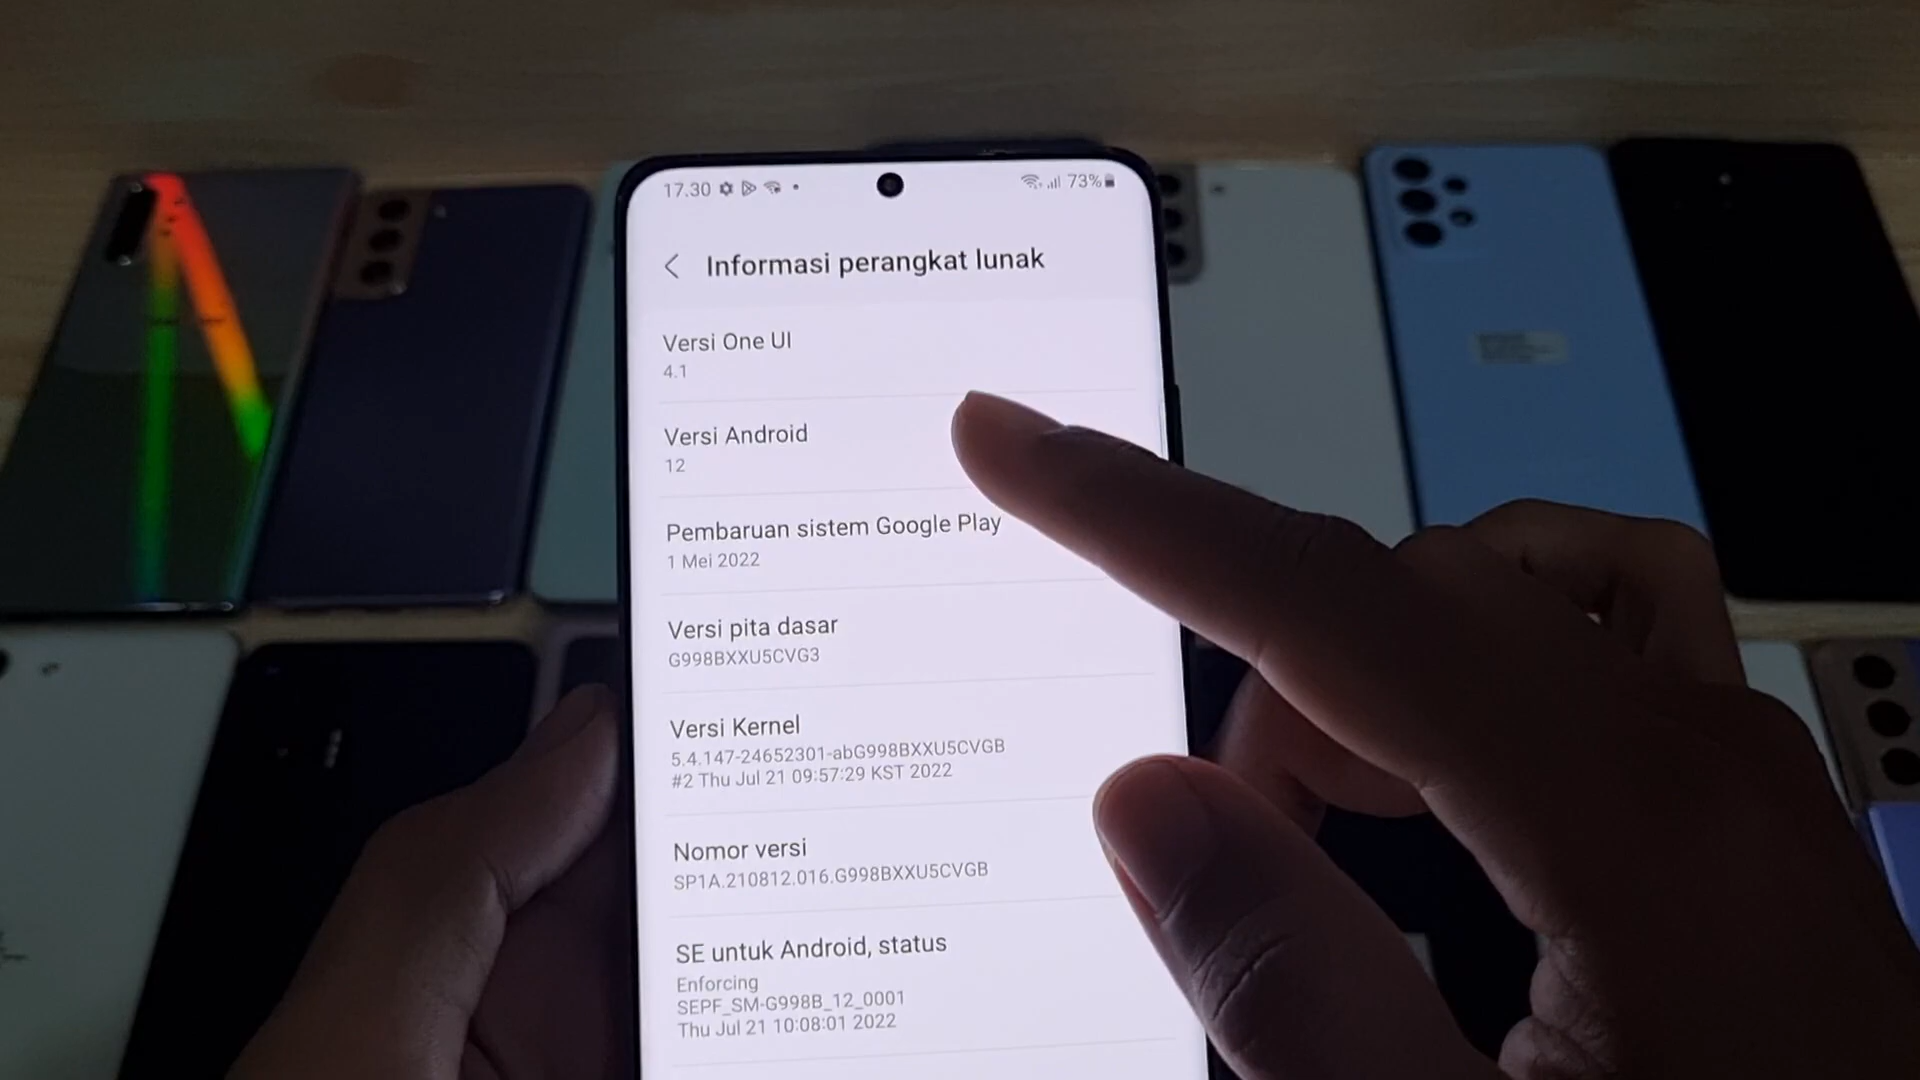 17.30
73%
Informasi perangkat lunak
Versi One UI
4.1
Versi Android
12
Pembaruan sistem Google Play
1 Mei 2022
Versi pita dasar
G998BXXU5CVG3
Versi Kernel
5.4.147-24652301-abG998BXXU5CVGB
#2 Thu Jul 21 09:57:29 KST 2022
Nomor versi
SP1A.210812.016.G998BXXU5CVGB
SE untuk Android, status
Enforcing
SEPF_SM-G998B_12_0001
Thu Jul 21 10:08:01 2022